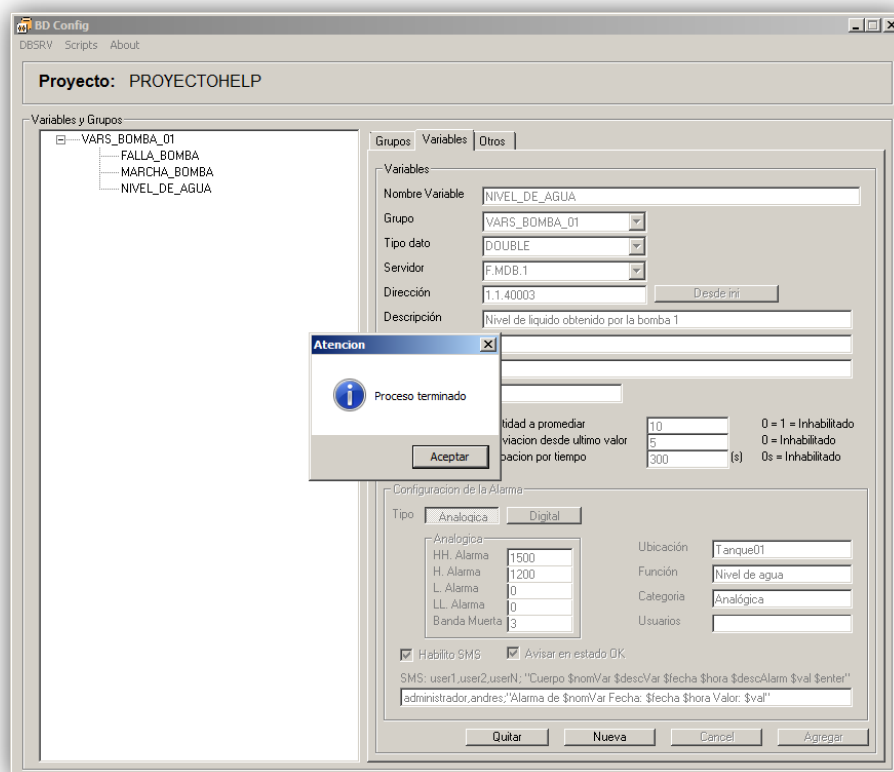 BD Config
DBSRV Scripts About
Proyecto: PROYECTOHELP
Variables y Grupos
VARS_BOMBA_01
FALLA_BOMBA
MARCHA_BOMBA
NIVEL_DE_AGUA
Grupos Variables Otros
Variables
Nombre Variable NIVEL_DE_AGUA
Grupo VARS_BOMBA_01
Tipo dato DOUBLE
Servidor F.MDB.1
Dirección 1.1.40003 Desde ini
Descripción Nivel de liquido obtenido por la bomba 1
Atencion
Proceso terminado
Aceptar
tidad a promediar 10 0 = 1 = Inhabilitado
viacion desde ultimo valor 5 0 = Inhabilitado
bacion por tiempo 300 (s) 0s = Inhabilitado
Configuracion de la Alarma
Tipo Analogica Digital
Analogica
HH. Alarma 1500
H. Alarma 1200
L. Alarma 0
LL. Alarma 0
Banda Muerta 3
Ubicación Tanque01
Función Nivel de agua
Categoria Analógica
Usuarios
Habilito SMS Avisar en estado OK
SMS: user1,user2,userN; "Cuerpo $nomVar $descVar $fecha $hora $descAlarm $val $enter"
administrador,andres;"Alarma de $nomVar Fecha: $fecha $hora Valor: $val"
Quitar Nueva Cancel Agregar